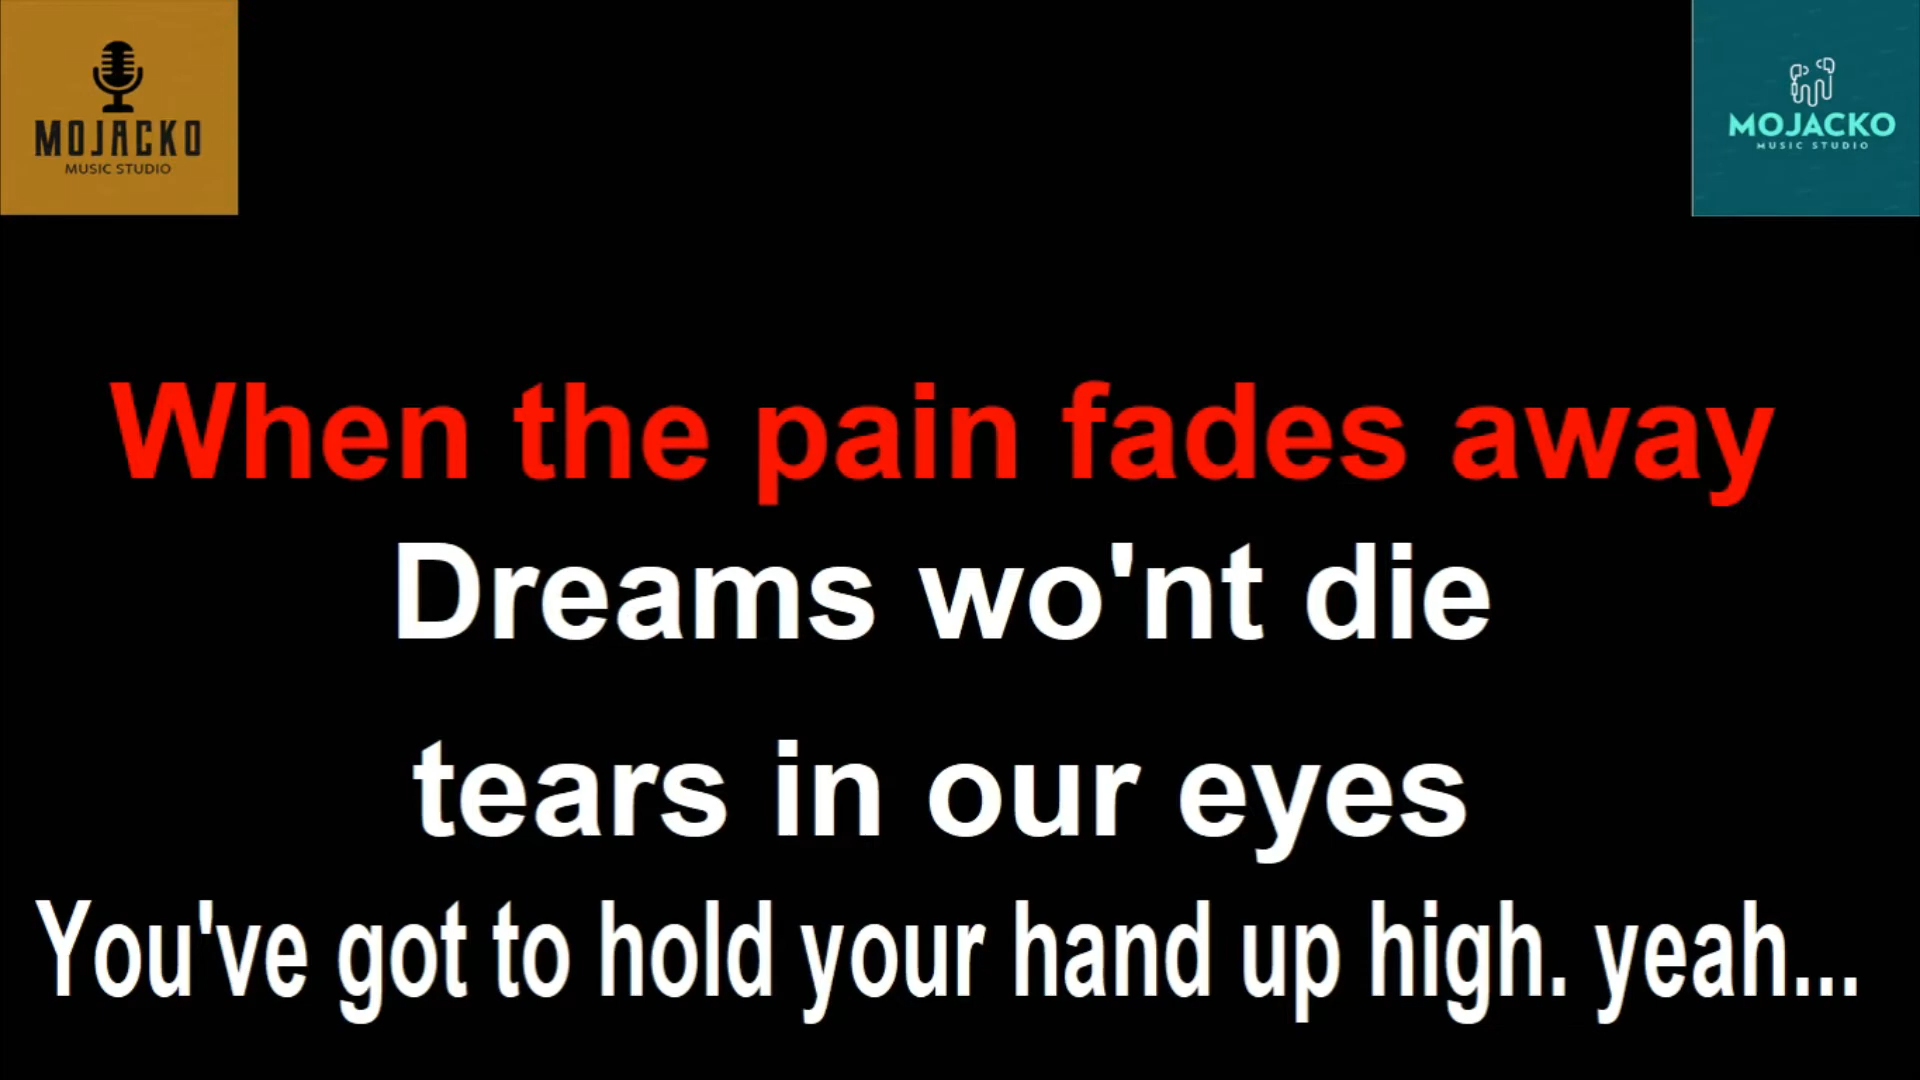 MOJACKO
MUSIC STUDIO
MOJACKO
MUSIC STUDIO
When the pain fades away
Dreams wo'nt die
tears in our eyes
You've got to hold your hand up high. yeah...